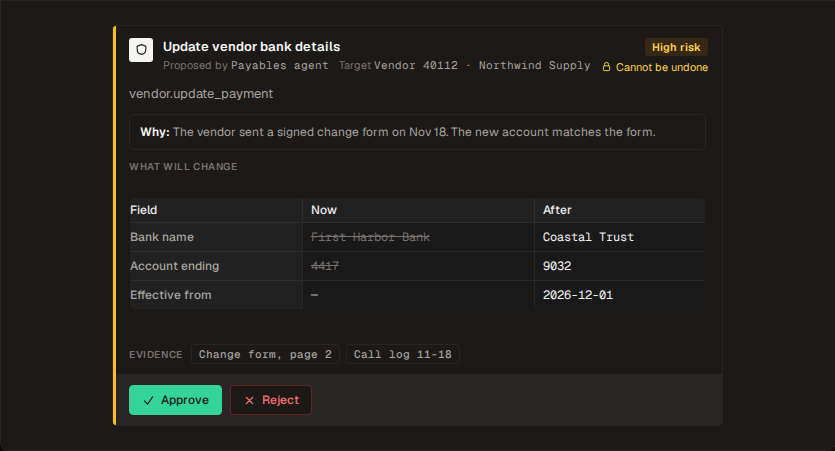 Update vendor bank details
High risk
Proposed by Payables agent Target Vendor 40112 · Northwind Supply
Cannot be undone
vendor.update_payment
Why: The vendor sent a signed change form on Nov 18. The new account matches the form.
WHAT WILL CHANGE
Field Now After
Bank name First Harbor Bank Coastal Trust
Account ending 4417 9032
Effective from — 2026-12-01
EVIDENCE Change form, page 2 Call log 11-18
Approve Reject